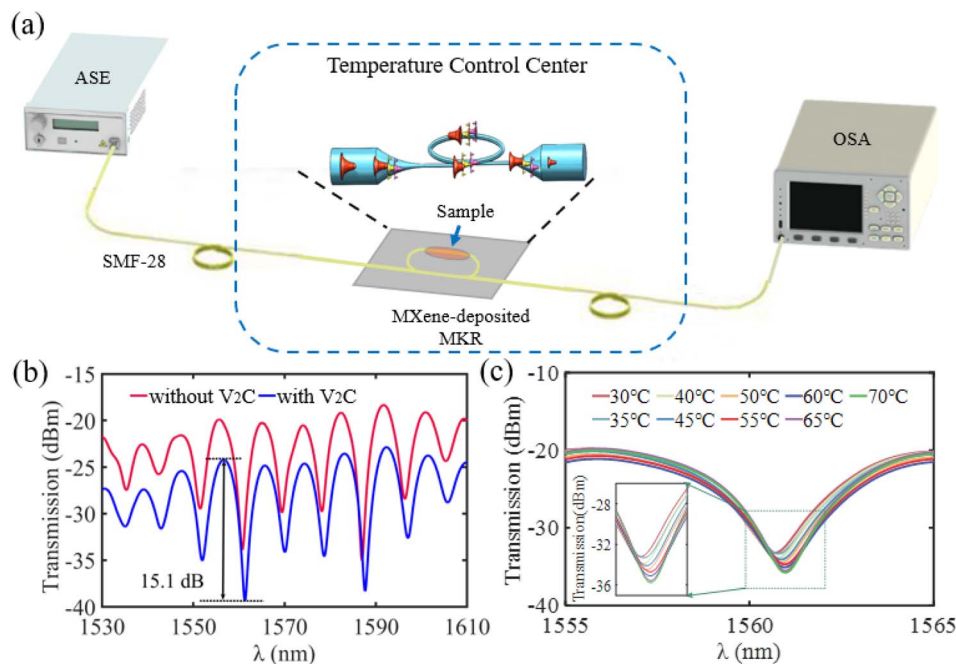 (a)
ASE
Temperature Control Center
OSA
Sample
SMF-28
MXene-deposited
MKR
(b)
-15
-20
-25
-30
-35
-40
Transmission (dBm)
without V2C
with V2C
15.1 dB
1530
1550
1570
1590
1610
λ (nm)
(c)
-10
-20
-30
-40
Transmission (dBm)
30°C
40°C
50°C
60°C
70°C
35°C
45°C
55°C
65°C
-28
-32
-36
Transmission(dBm)
1555
1560
1565
λ (nm)